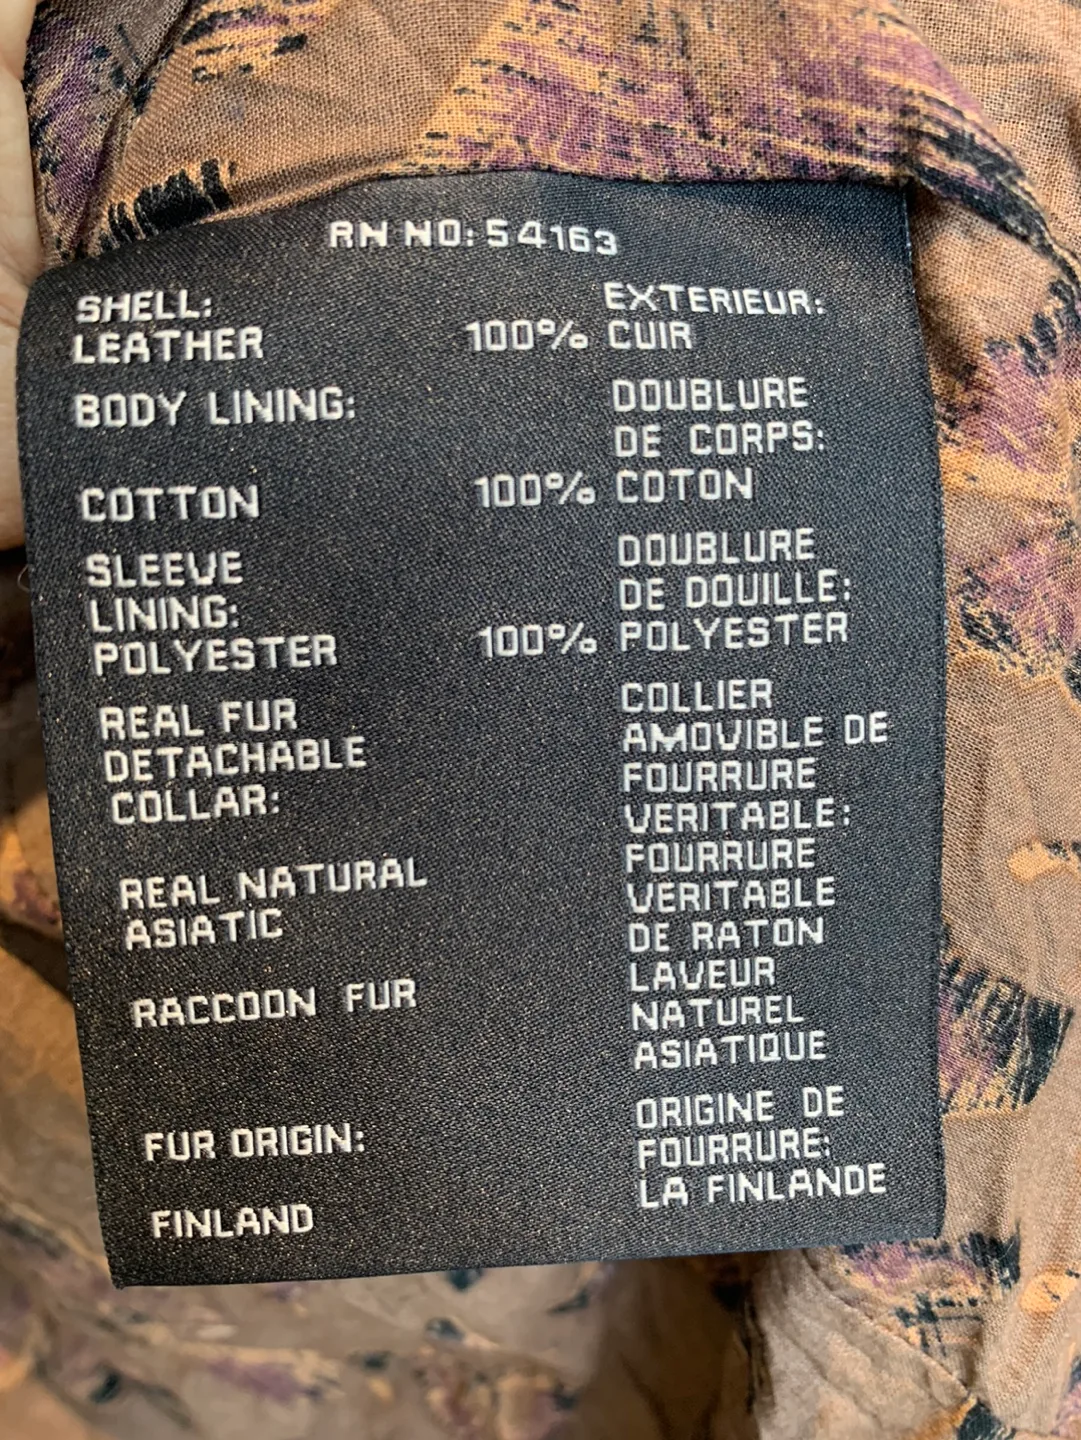 RN NO: 54163
SHELL:
LEATHER 100%
BODY LINING:
COTTON 100%
SLEEVE
LINING:
POLYESTER 100%
REAL FUR
DETACHABLE
COLLAR:
REAL NATURAL
ASIATIC
RACCOON FUR
FUR ORIGIN:
FINLAND
EXTERIEUR:
CUIR
DOUBLURE
DE CORPS:
COTON
DOUBLURE
DE DOUILLE:
POLYESTER
COLLIER
AMOVIBLE DE
FOURRURE
VERITABLE:
FOURRURE
VERITABLE
DE RATON
LAVEUR
NATUREL
ASIATIQUE
ORIGINE DE
FOURRURE:
LA FINLANDE